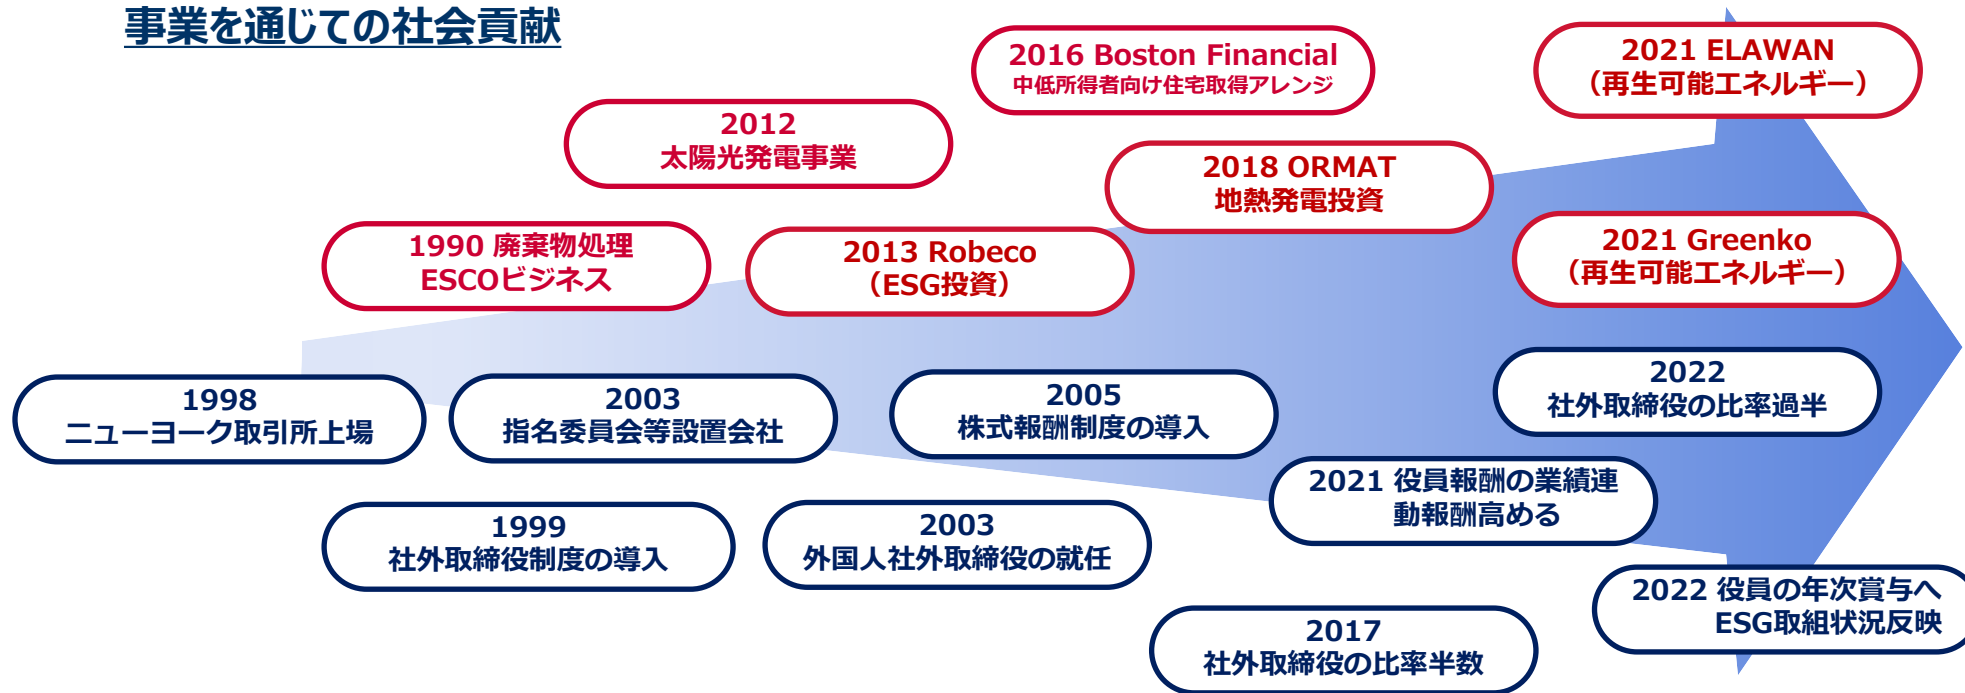 事業を通じての社会貢献
2016 Boston Financial
中低所得者向け住宅取得アレンジ
2021 ELAWAN
（再生可能エネルギー）
2012
太陽光発電事業
2018 ORMAT
地熱発電投資
1990 廃棄物処理
ESCOビジネス
2013 Robeco
（ESG投資）
2021 Greenko
（再生可能エネルギー）
1998
ニューヨーク取引所上場
2003
指名委員会等設置会社
2005
株式報酬制度の導入
2022
社外取締役の比率過半
1999
社外取締役制度の導入
2003
外国人社外取締役の就任
2021 役員報酬の業績連
動報酬高める
2017
社外取締役の比率半数
2022 役員の年次賞与へ
ESG取組状況反映